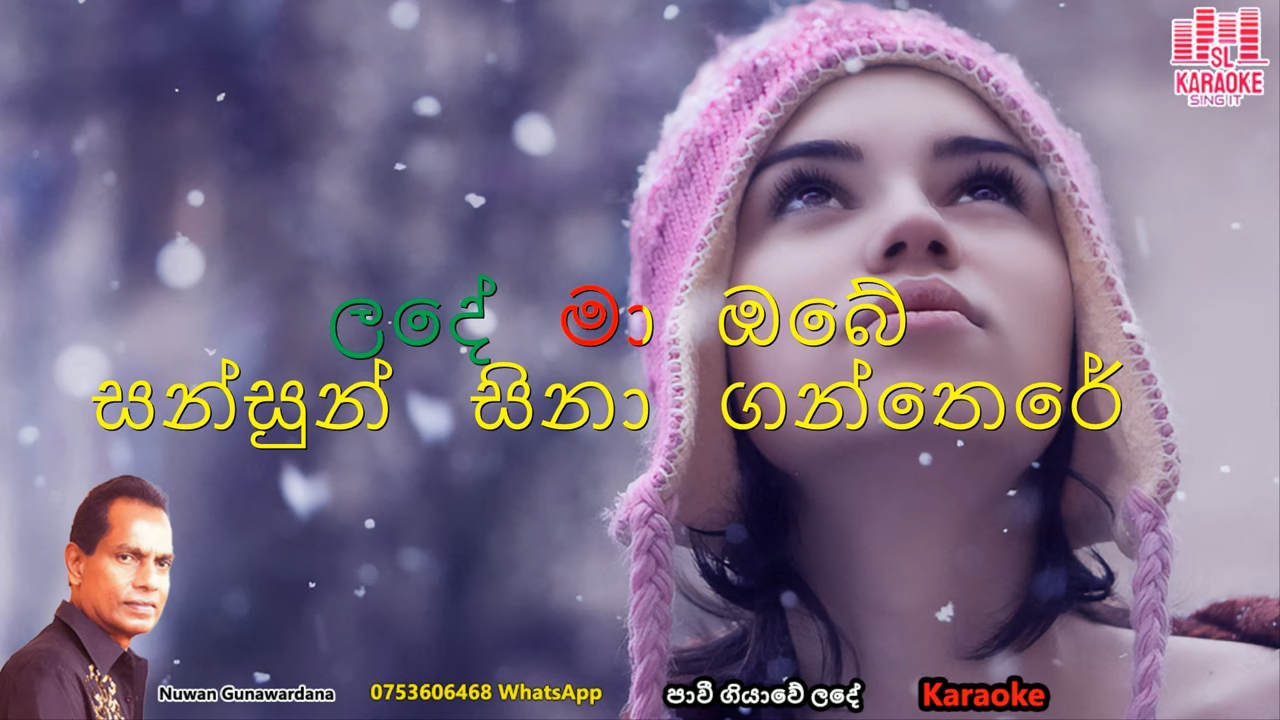 SL
KARAOKE
SING IT
ලදේ මා ඔබේ
සන්සුන් සිනා ගන්තෙරේ
Nuwan Gunawardana
0753606468 WhatsApp
පාවී ගියාවේ ලදේ
Karaoke